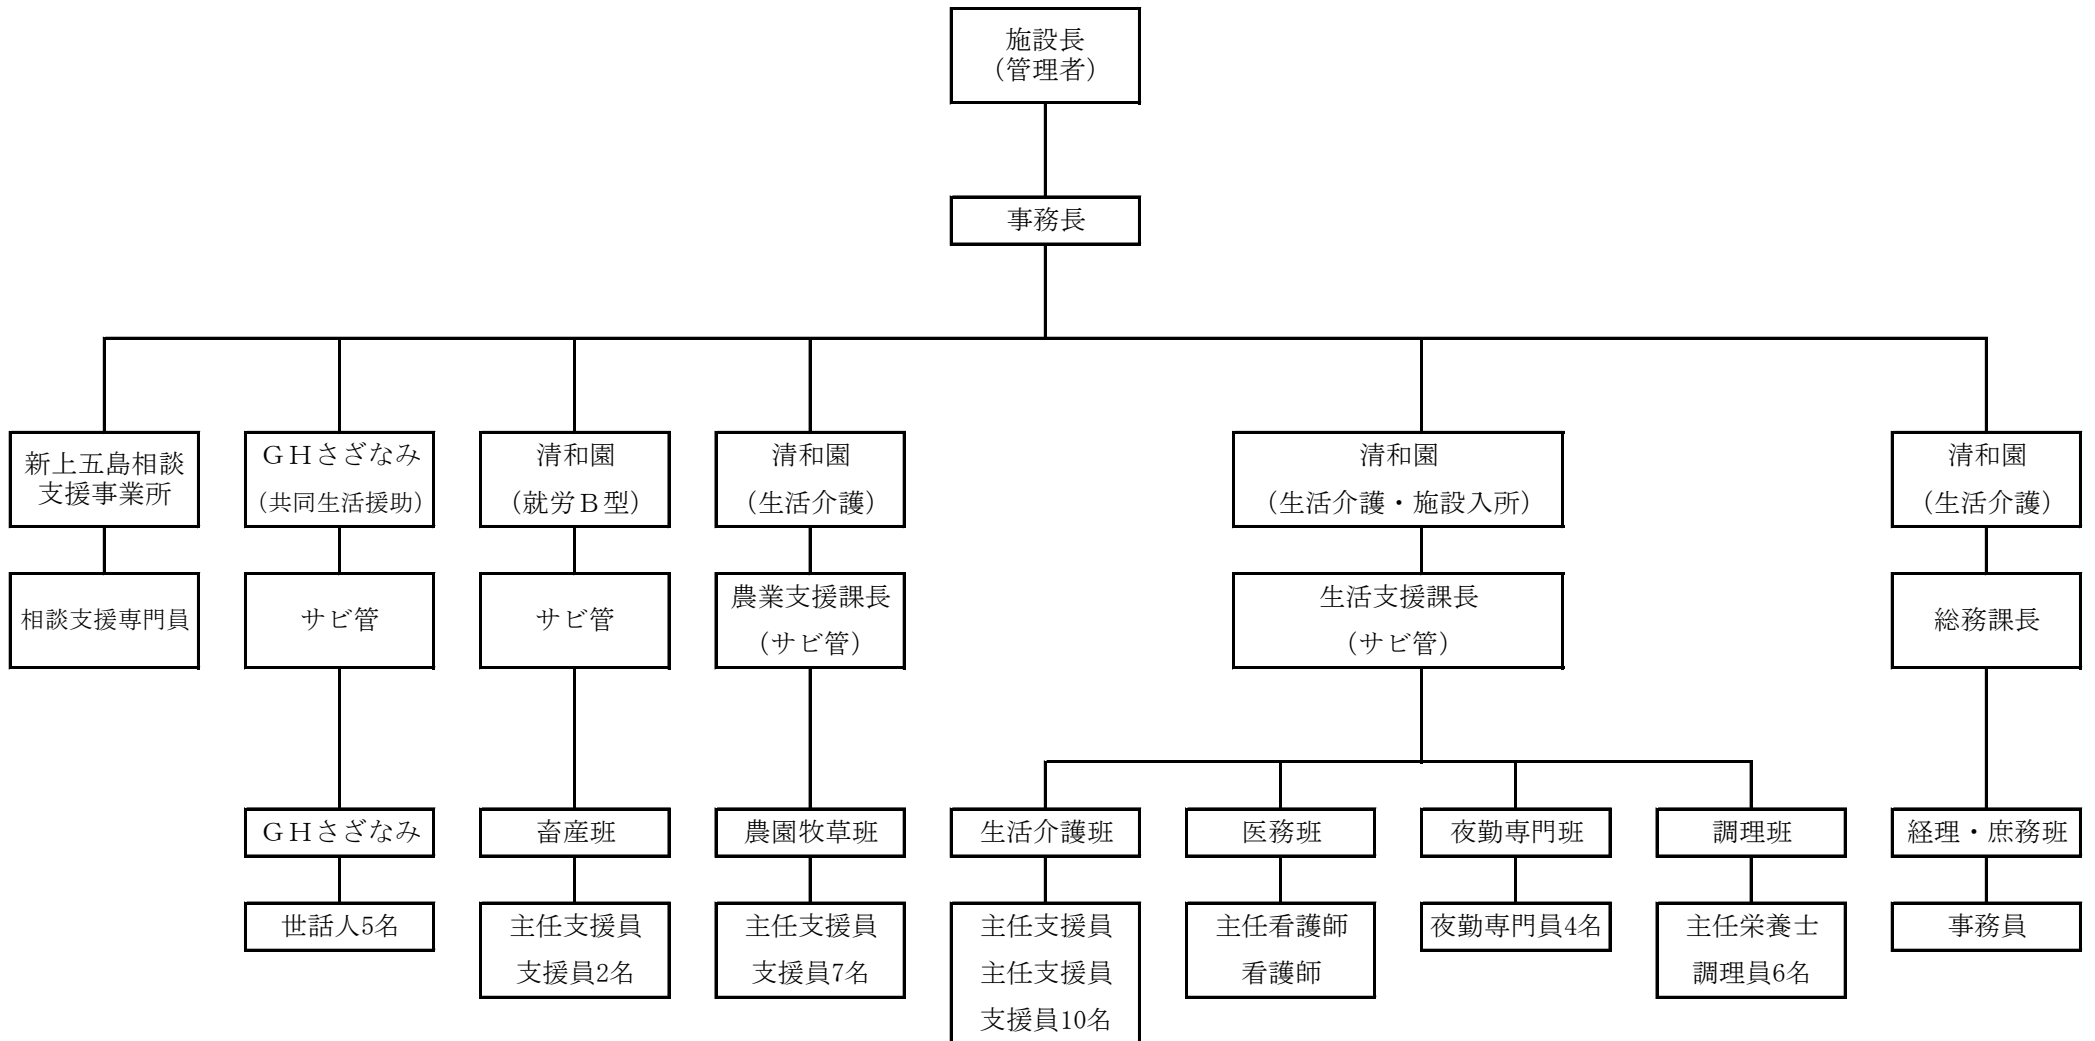 施設長
（管理者）
事務長
新上五島相談
支援事業所
ＧＨさざなみ
（共同生活援助）
清和園
（就労Ｂ型）
清和園
（生活介護）
清和園
（生活介護・施設入所）
清和園
（生活介護）
相談支援専門員
サビ管
サビ管
農業支援課長
（サビ管）
生活支援課長
（サビ管）
総務課長
ＧＨさざなみ
畜産班
農園牧草班
生活介護班
医務班
夜勤専門班
調理班
経理・庶務班
世話人5名
主任支援員
支援員2名
主任支援員
支援員7名
主任支援員
主任支援員
支援員10名
主任看護師
看護師
夜勤専門員4名
主任栄養士
調理員6名
事務員